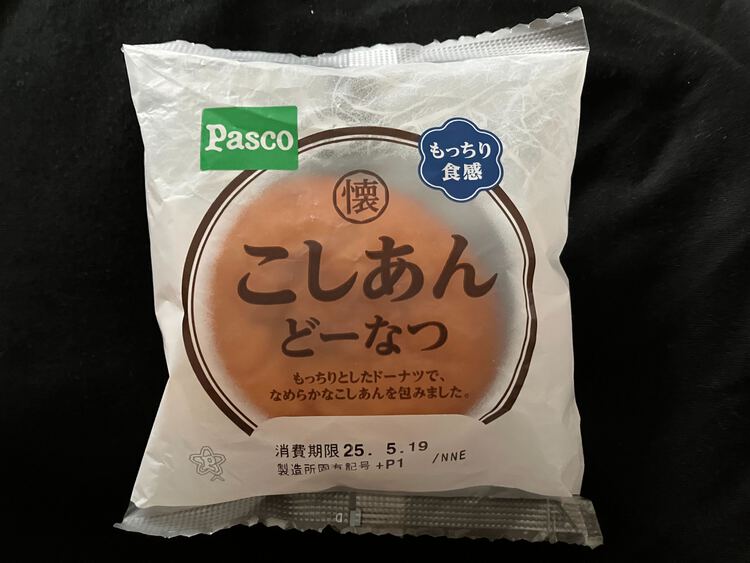 Pasco
もっちり
食感
懐
こしあん
どーなつ
もっちりとしたドーナツで、
なめらかなこしあんを包みました。
消費期限 25. 5.19
製造所固有記号 +P1 /NNE
D